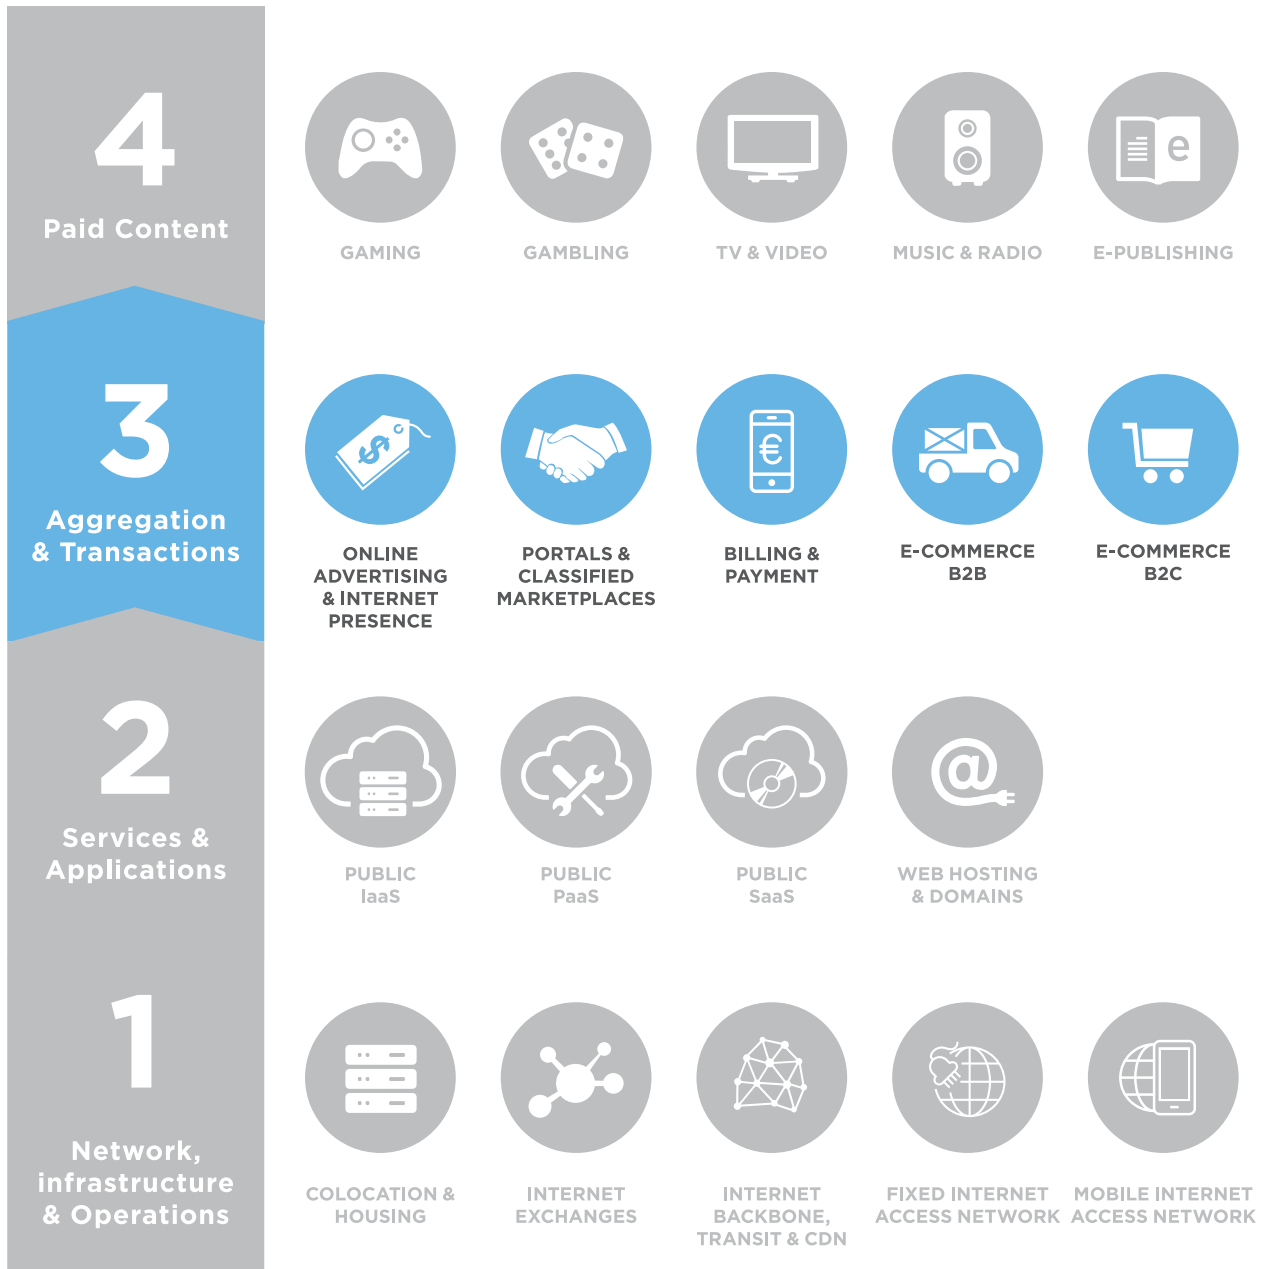 4
Paid Content
GAMING
GAMBLING
TV & VIDEO
MUSIC & RADIO
e
E-PUBLISHING
3
Aggregation
& Transactions
$
ONLINE
ADVERTISING
& INTERNET
PRESENCE
PORTALS &
CLASSIFIED
MARKETPLACES
€
BILLING &
PAYMENT
E-COMMERCE
B2B
E-COMMERCE
B2C
2
Services &
Applications
PUBLIC
IaaS
PUBLIC
PaaS
PUBLIC
SaaS
@
WEB HOSTING
& DOMAINS
1
Network,
infrastructure
& Operations
COLOCATION &
HOUSING
INTERNET
EXCHANGES
INTERNET
BACKBONE,
TRANSIT & CDN
FIXED INTERNET
ACCESS NETWORK
MOBILE INTERNET
ACCESS NETWORK